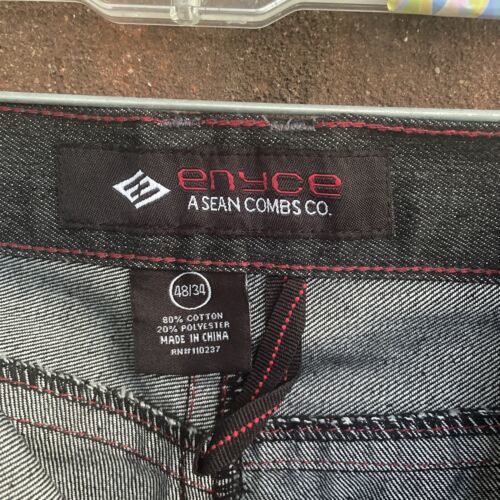 enyce
A SEAN COMBS CO.
48/34
80% COTTON
20% POLYESTER
MADE IN CHINA
RN#110237